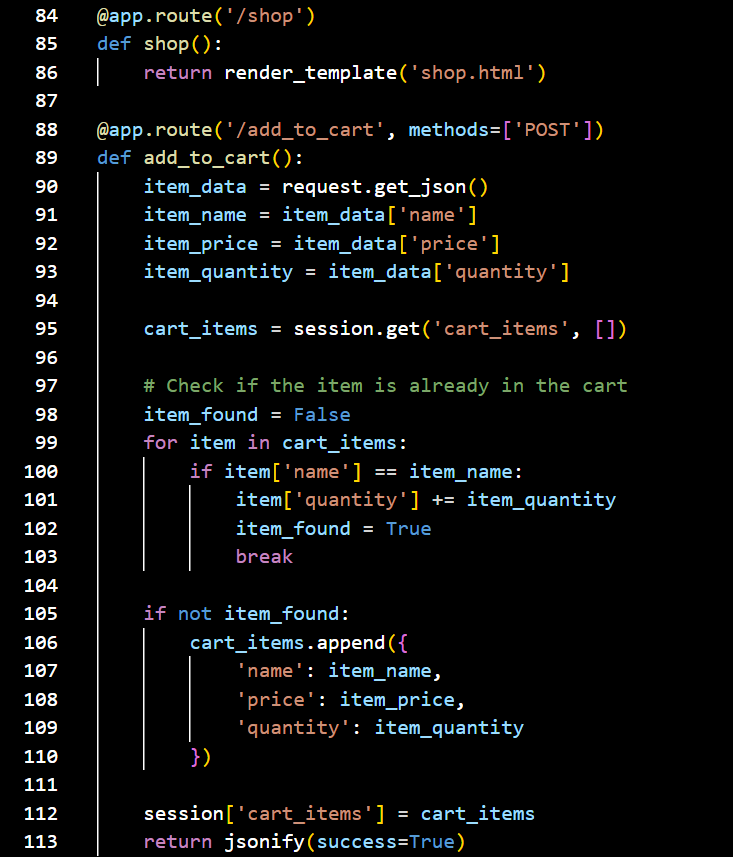 84 @app.route('/shop')
85 def shop():
86     return render_template('shop.html')
87
88 @app.route('/add_to_cart', methods=['POST'])
89 def add_to_cart():
90     item_data = request.get_json()
91     item_name = item_data['name']
92     item_price = item_data['price']
93     item_quantity = item_data['quantity']
94
95     cart_items = session.get('cart_items', [])
96
97     # Check if the item is already in the cart
98     item_found = False
99     for item in cart_items:
100         if item['name'] == item_name:
101             item['quantity'] += item_quantity
102             item_found = True
103             break
104
105     if not item_found:
106         cart_items.append({
107             'name': item_name,
108             'price': item_price,
109             'quantity': item_quantity
110         })
111
112     session['cart_items'] = cart_items
113     return jsonify(success=True)